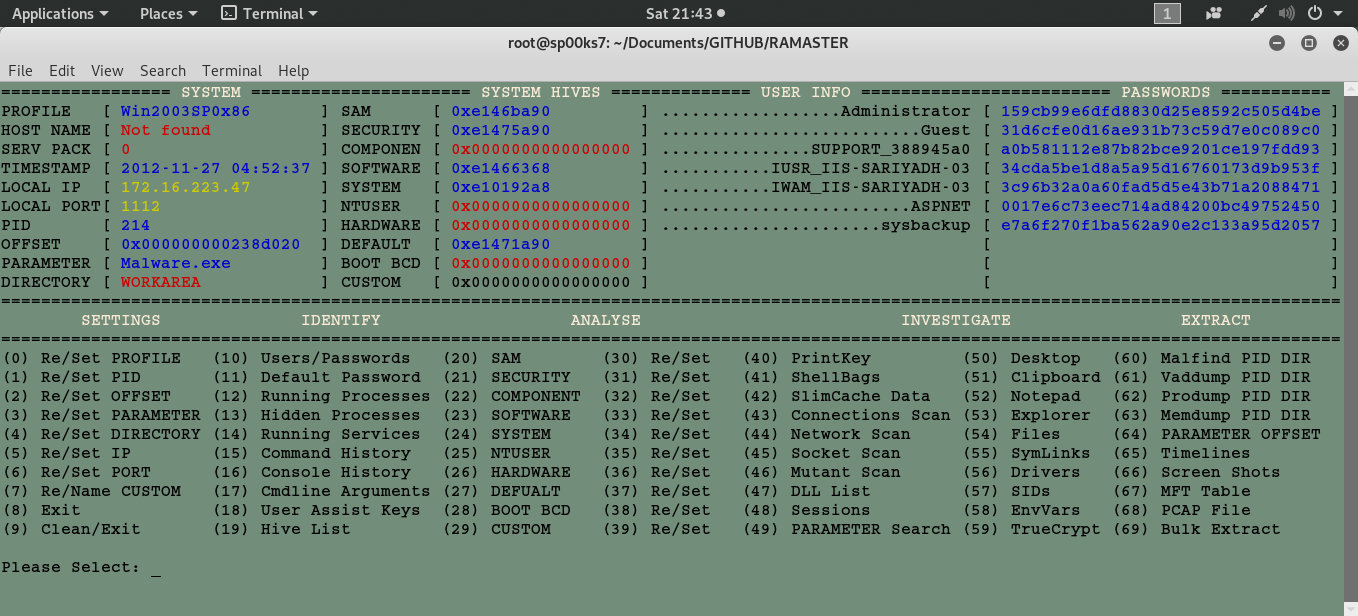 Applications Places Terminal Sat 21:43 1
root@sp00ks7: ~/Documents/GITHUB/RAMASTER
File Edit View Search Terminal Help
================= SYSTEM ======================= SYSTEM HIVES =============== USER INFO ========================= PASSWORDS ===========
PROFILE [ Win2003SP0x86 ] SAM [ 0xe146ba90 ] ..................Administrator [ 159cb99e6dfd8830d25e8592c505d4be ]
HOST NAME [ Not found ] SECURITY [ 0xe1475a90 ] ..........................Guest [ 31d6cfe0d16ae931b73c59d7e0c089c0 ]
SERV PACK [ 0 ] COMPONEN [ 0x0000000000000000 ] ...............SUPPORT_388945a0 [ a0b581112e87b82bce9201ce197fdd93 ]
TIMESTAMP [ 2012-11-27 04:52:37 ] SOFTWARE [ 0xe1466368 ] ...........IUSR_IIS-SARIYADH-03 [ 34cda5be1d8a5a95d16760173d9b953f ]
LOCAL IP [ 172.16.223.47 ] SYSTEM [ 0xe10192a8 ] ...........IWAM_IIS-SARIYADH-03 [ 3c96b32a0a60fad5d5e43b71a2088471 ]
LOCAL PORT[ 1112 ] NTUSER [ 0x0000000000000000 ] .........................ASPNET [ 0017e6c73eec714ad84200bc49752450 ]
PID [ 214 ] HARDWARE [ 0x0000000000000000 ] ......................sysbackup [ e7a6f270f1ba562a90e2c133a95d2057 ]
OFFSET [ 0x000000000238d020 ] DEFAULT [ 0xe1471a90 ] [ ]
PARAMETER [ Malware.exe ] BOOT BCD [ 0x0000000000000000 ] [ ]
DIRECTORY [ WORKAREA ] CUSTOM [ 0x0000000000000000 ] [ ]
======================================================================================================================================
SETTINGS IDENTIFY ANALYSE INVESTIGATE EXTRACT
======================================================================================================================================
(0) Re/Set PROFILE (10) Users/Passwords (20) SAM (30) Re/Set (40) PrintKey (50) Desktop (60) Malfind PID DIR
(1) Re/Set PID (11) Default Password (21) SECURITY (31) Re/Set (41) ShellBags (51) Clipboard (61) Vaddump PID DIR
(2) Re/Set OFFSET (12) Running Processes (22) COMPONENT (32) Re/Set (42) SlimCache Data (52) Notepad (62) Prodump PID DIR
(3) Re/Set PARAMETER (13) Hidden Processes (23) SOFTWARE (33) Re/Set (43) Connections Scan (53) Explorer (63) Memdump PID DIR
(4) Re/Set DIRECTORY (14) Running Services (24) SYSTEM (34) Re/Set (44) Network Scan (54) Files (64) PARAMETER OFFSET
(5) Re/Set IP (15) Command History (25) NTUSER (35) Re/Set (45) Socket Scan (55) SymLinks (65) Timelines
(6) Re/Set PORT (16) Console History (26) HARDWARE (36) Re/Set (46) Mutant Scan (56) Drivers (66) Screen Shots
(7) Re/Name CUSTOM (17) Cmdline Arguments (27) DEFUALT (37) Re/Set (47) DLL List (57) SIDs (67) MFT Table
(8) Exit (18) User Assist Keys (28) BOOT BCD (38) Re/Set (48) Sessions (58) EnvVars (68) PCAP File
(9) Clean/Exit (19) Hive List (29) CUSTOM (39) Re/Set (49) PARAMETER Search (59) TrueCrypt (69) Bulk Extract
Please Select: _